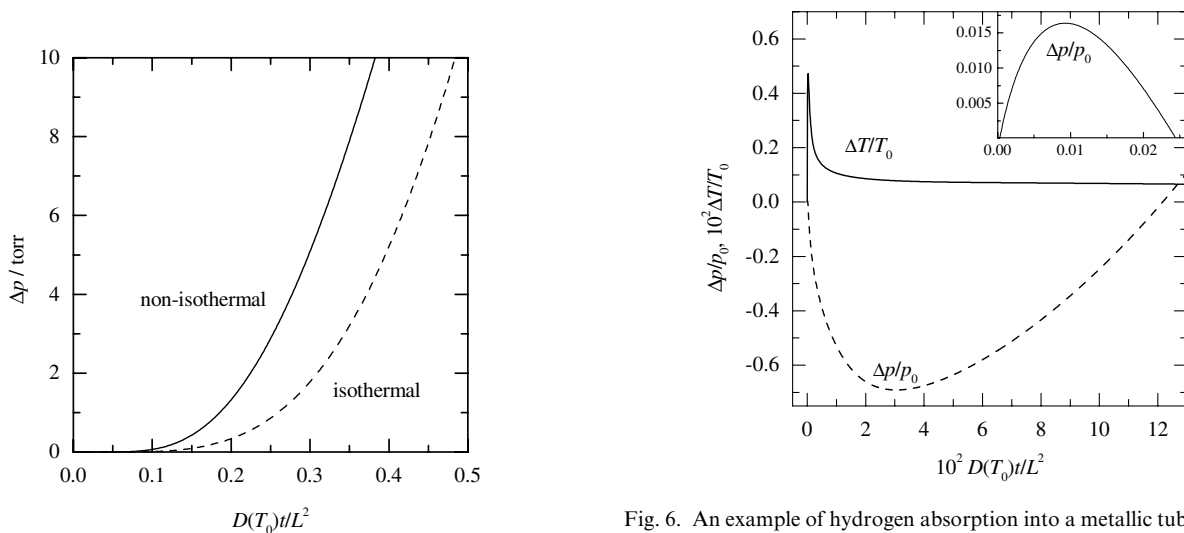 10
8
6
4
2
0
Δp / torr
non-isothermal
isothermal
0.0 0.1 0.2 0.3 0.4 0.5
D(T₀)t/L²
0.6
0.4
0.2
0.0
-0.2
-0.4
-0.6
Δp/p₀, 10²ΔT/T₀
0.015
0.010
0.005
Δp/p₀
0.00 0.01 0.02
ΔT/T₀
Δp/p₀
0 2 4 6 8 10 12
10² D(T₀)t/L²
Fig. 6. An example of hydrogen absorption into a metallic tub